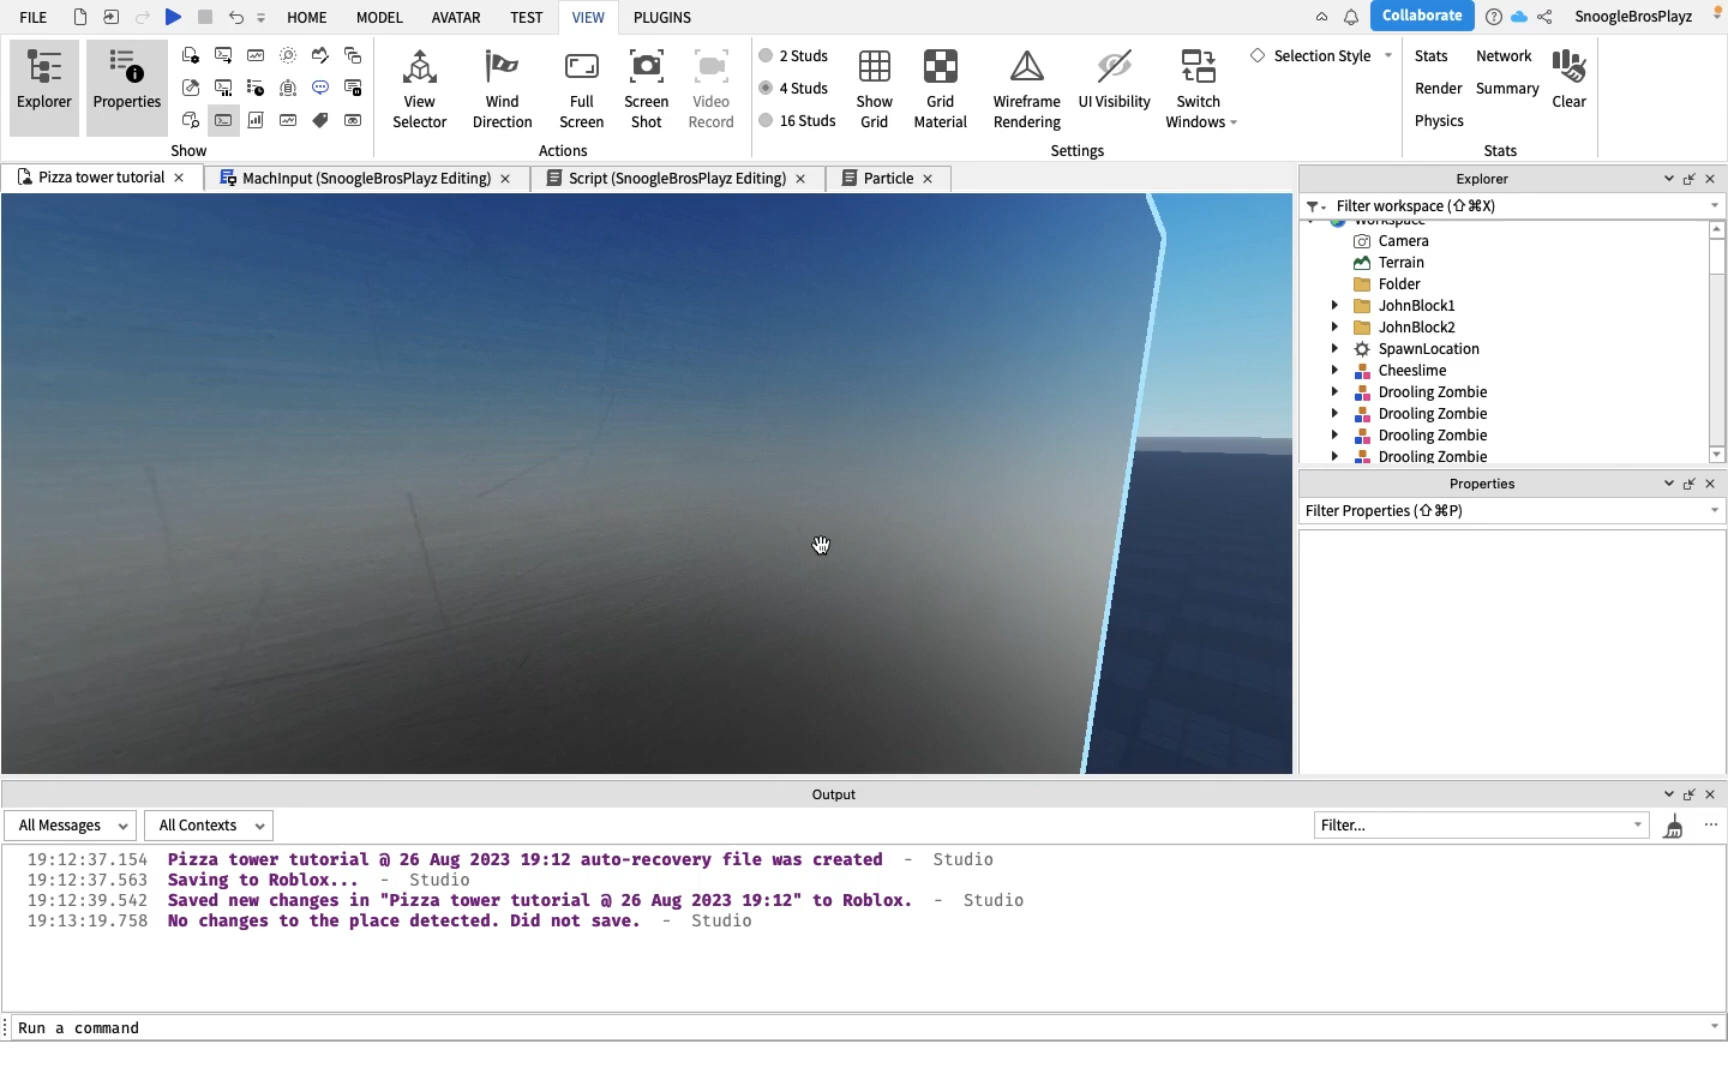 FILE HOME MODEL AVATAR TEST VIEW PLUGINS Collaborate SnoogleBrosPlayz
Explorer
Properties
Show
View
Selector
Wind
Direction
Full
Screen
Screen
Shot
Video
Record
Actions
2 Studs
4 Studs
16 Studs
Show
Grid
Grid
Material
Wireframe
Rendering
UI Visibility
Switch
Windows
Selection Style
Settings
Stats Network
Render Summary
Physics
Clear
Stats
Pizza tower tutorial
MachInput (SnoogleBrosPlayz Editing)
Script (SnoogleBrosPlayz Editing)
Particle
Explorer
Filter workspace (⇧⌘X)
Workspace
Camera
Terrain
Folder
JohnBlock1
JohnBlock2
SpawnLocation
Cheeslime
Drooling Zombie
Drooling Zombie
Drooling Zombie
Drooling Zombie
Properties
Filter Properties (⇧⌘P)
Output
All Messages All Contexts Filter...
19:12:37.154 Pizza tower tutorial @ 26 Aug 2023 19:12 auto-recovery file was created - Studio
19:12:37.563 Saving to Roblox... - Studio
19:12:39.542 Saved new changes in "Pizza tower tutorial @ 26 Aug 2023 19:12" to Roblox. - Studio
19:13:19.758 No changes to the place detected. Did not save. - Studio
Run a command